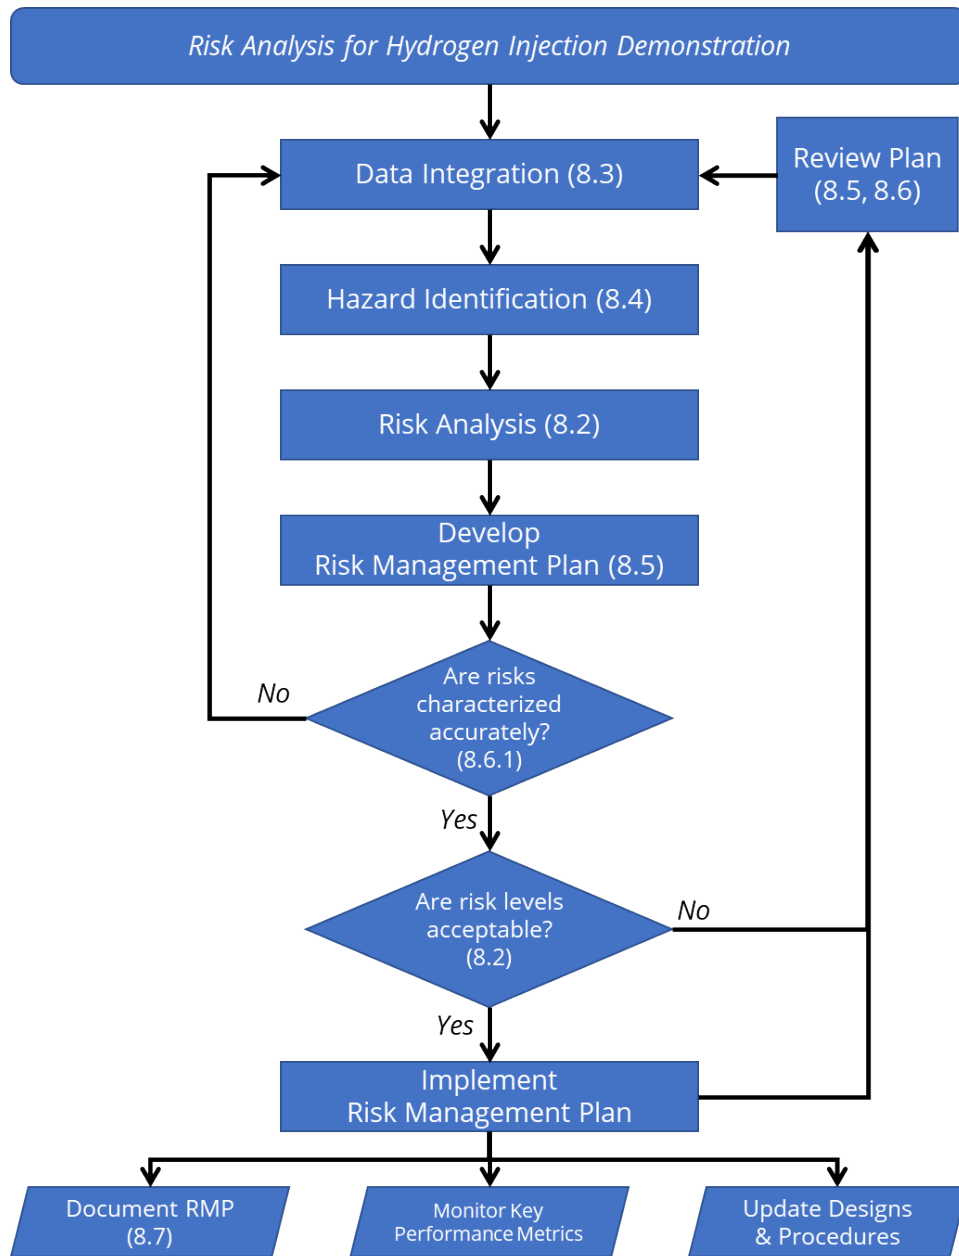 Risk Analysis for Hydrogen Injection Demonstration
Data Integration (8.3)
Review Plan
(8.5, 8.6)
Hazard Identification (8.4)
Risk Analysis (8.2)
Develop
Risk Management Plan (8.5)
Are risks
characterized
accurately?
(8.6.1)
No
Yes
Are risk levels
acceptable?
(8.2)
No
Yes
Implement
Risk Management Plan
Document RMP
(8.7)
Monitor Key
Performance Metrics
Update Designs
& Procedures